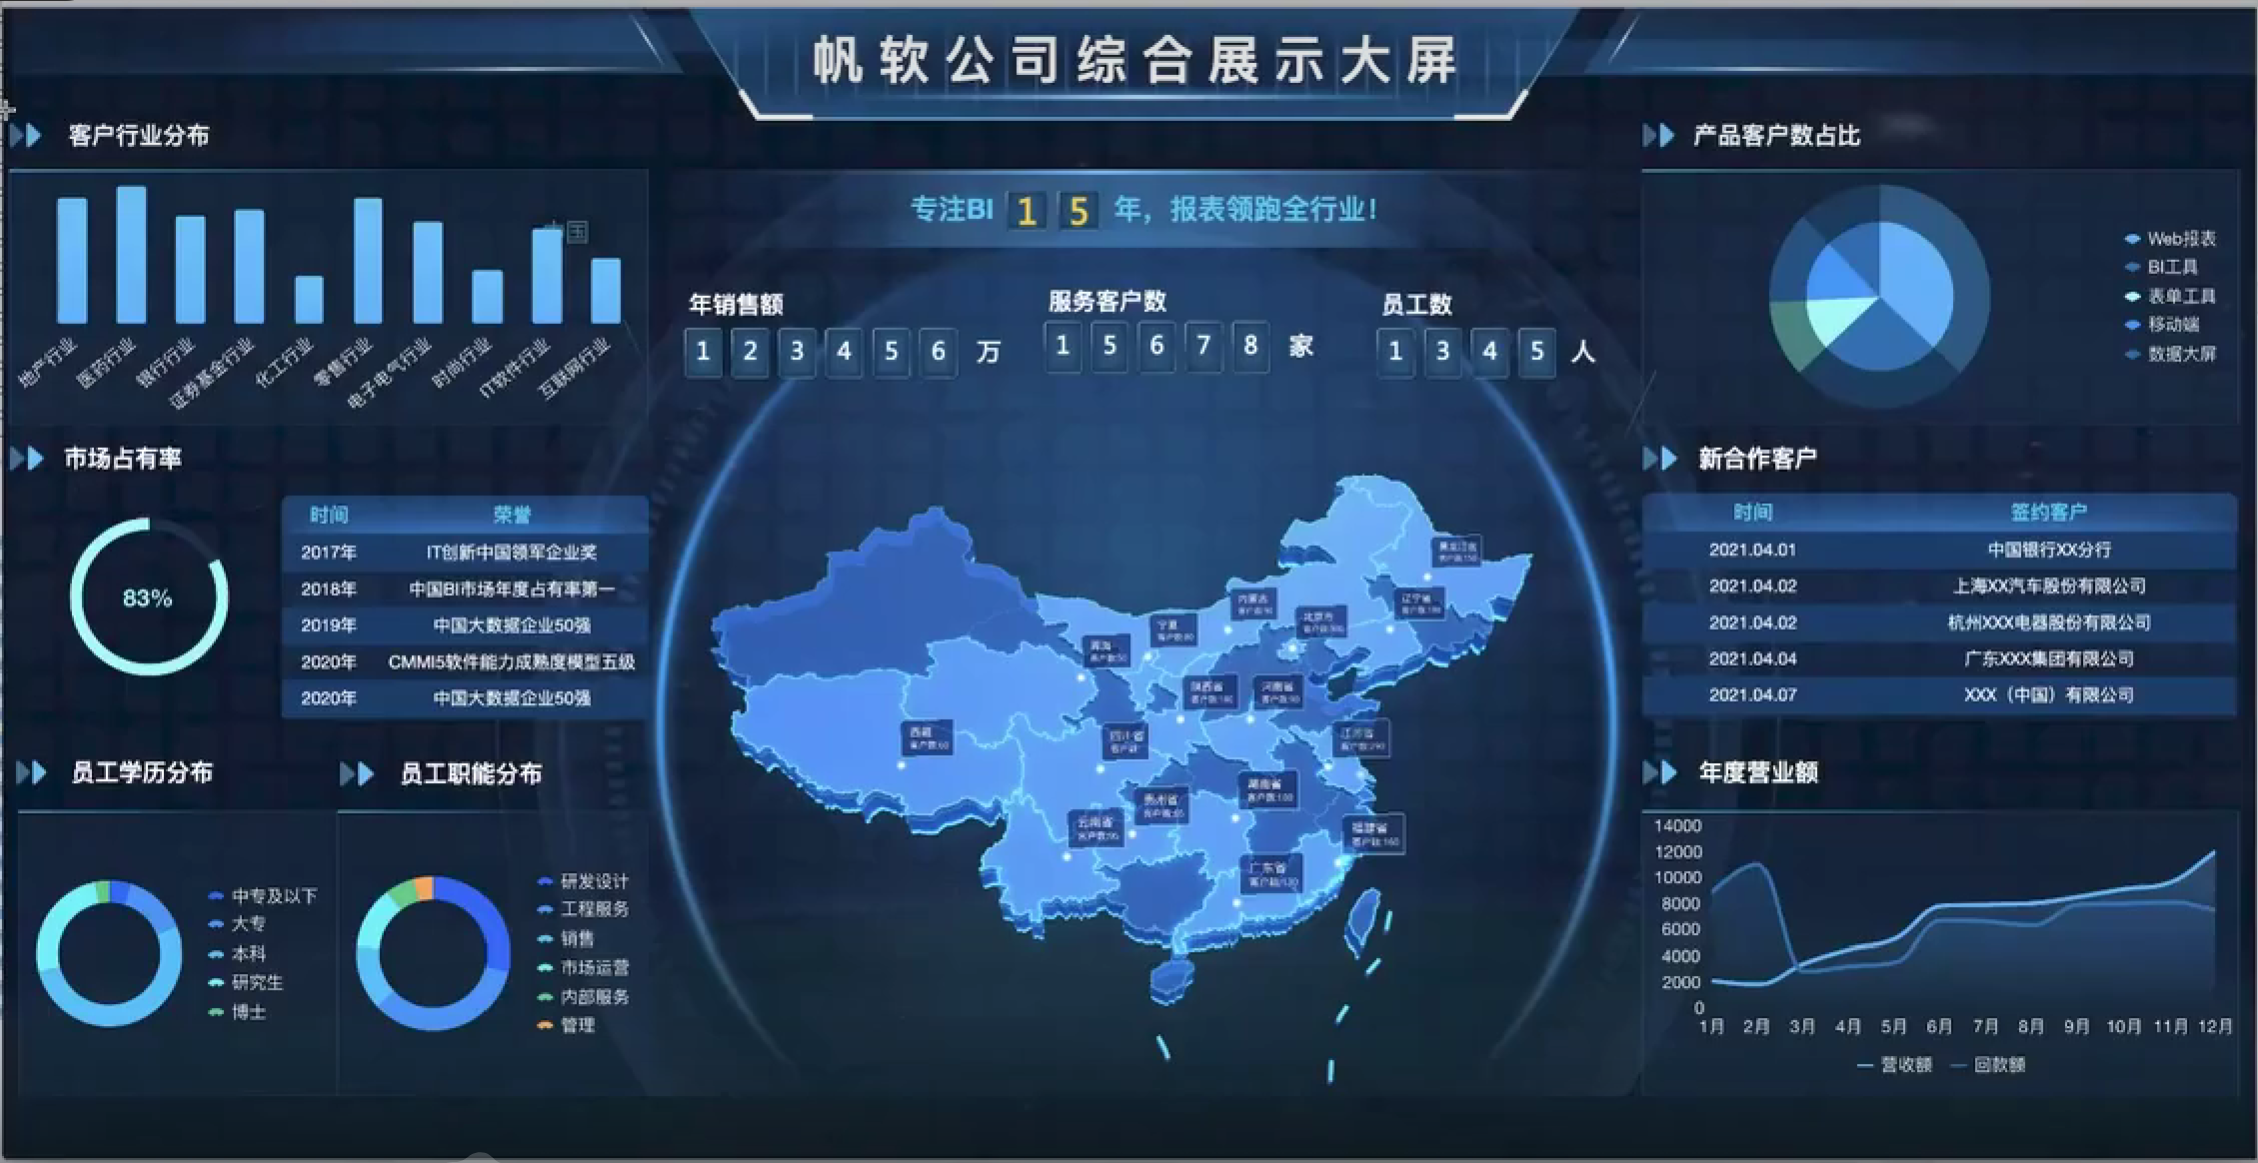 帆软公司综合展示大屏
客户行业分布
国
地产行业
医药行业
银行行业
证券基金行业
化工行业
零售行业
电子电气行业
时尚行业
IT软件行业
互联网行业
市场占有率
83%
时间 荣誉
2017年 IT创新中国领军企业奖
2018年 中国BI市场年度占有率第一
2019年 中国大数据企业50强
2020年 CMMI5软件能力成熟度模型五级
2020年 中国大数据企业50强
员工学历分布
中专及以下
大专
本科
研究生
博士
员工职能分布
研发设计
工程服务
销售
市场运营
内部服务
管理
专注BI 15 年，报表领跑全行业！
年销售额
123456 万
服务客户数
15678 家
员工数
1345 人
黑龙江省
辽宁省
内蒙古
北京市
宁夏
青海
陕西省
河南省
西藏
四川省
江苏省
湖南省
贵州省
云南省
福建省
客户数:160
广东省
产品客户数占比
Web报表
BI工具
表单工具
移动端
数据大屏
新合作客户
时间 签约客户
2021.04.01 中国银行XX分行
2021.04.02 上海XX汽车股份有限公司
2021.04.02 杭州XXX电器股份有限公司
2021.04.04 广东XXX集团有限公司
2021.04.07 XXX（中国）有限公司
年度营业额
14000
12000
10000
8000
6000
4000
2000
0
1月 2月 3月 4月 5月 6月 7月 8月 9月 10月 11月 12月
营收额 回款额